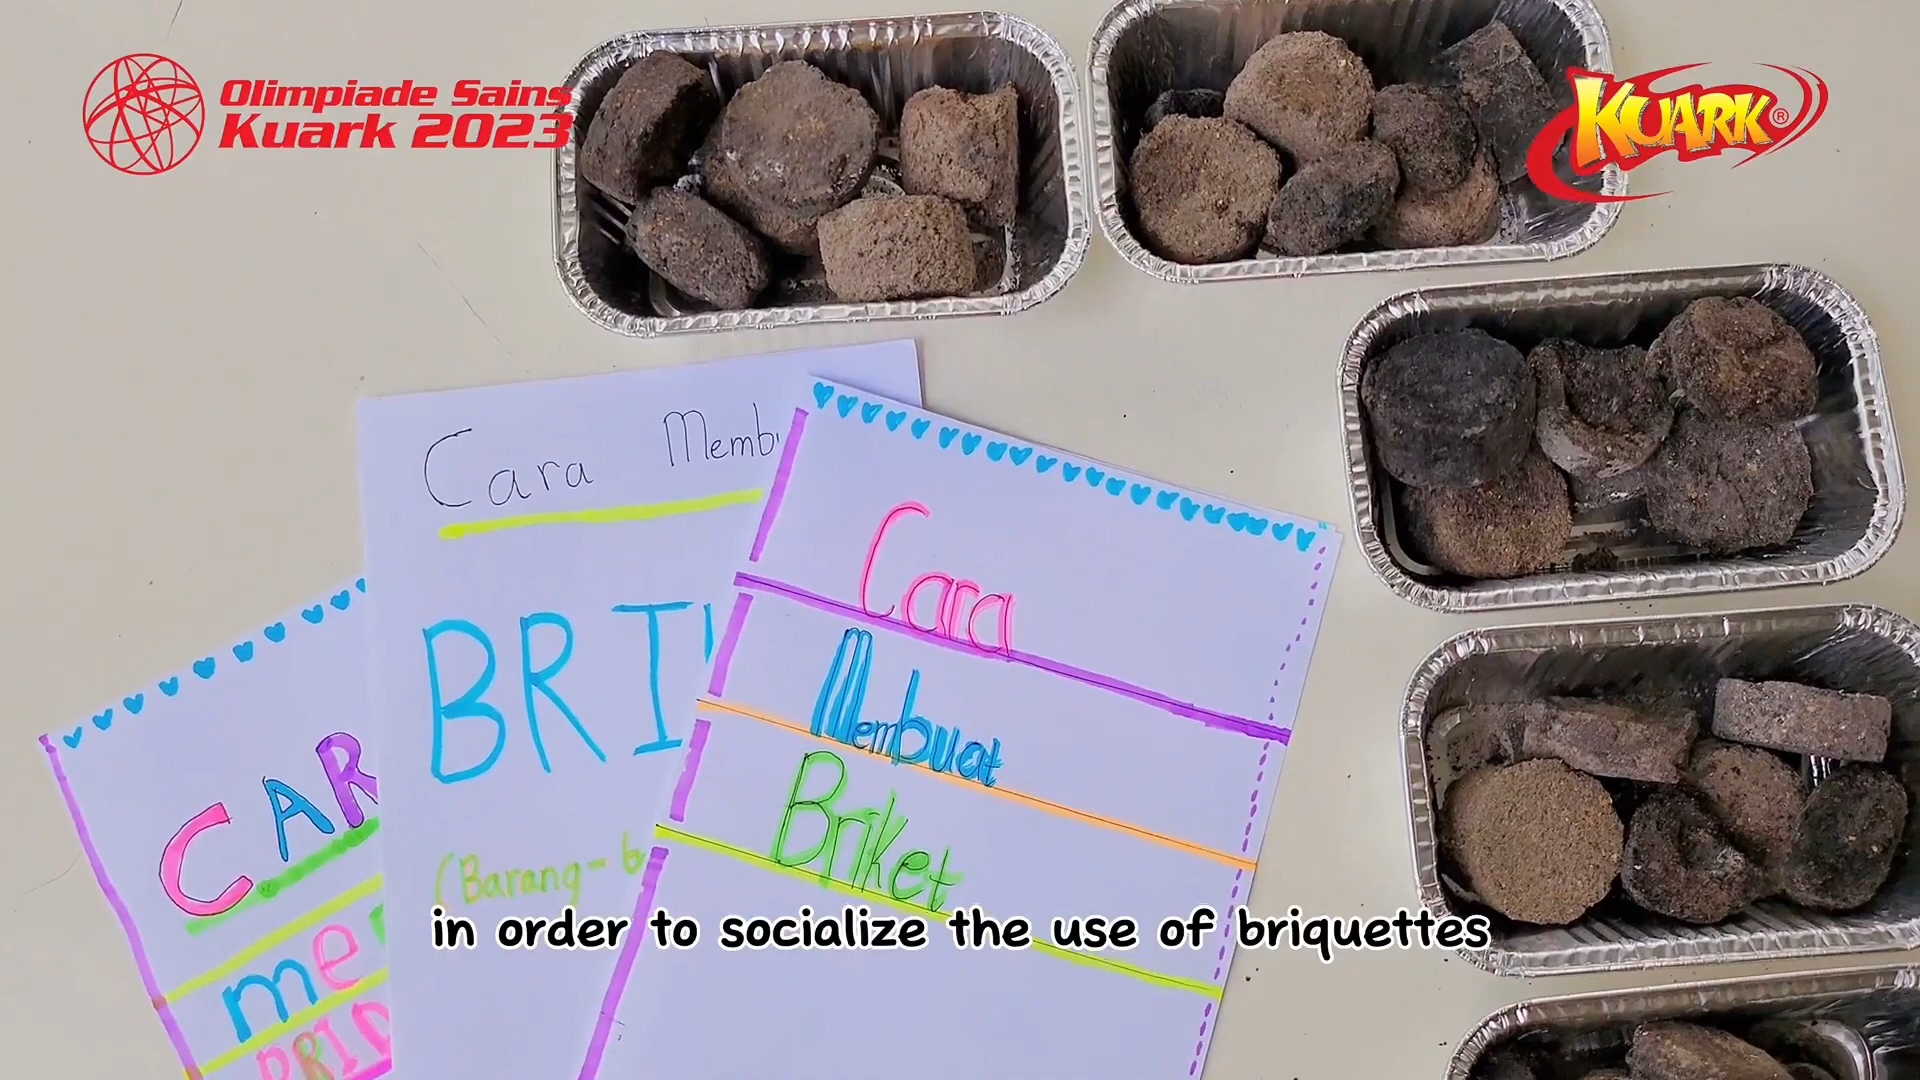 Olimpiade Sains
Kuark 2023
KUARK®
Cara
Cara
Membuat
Briket
BRI
(Barang-
CAR
me
in order to socialize the use of briquettes